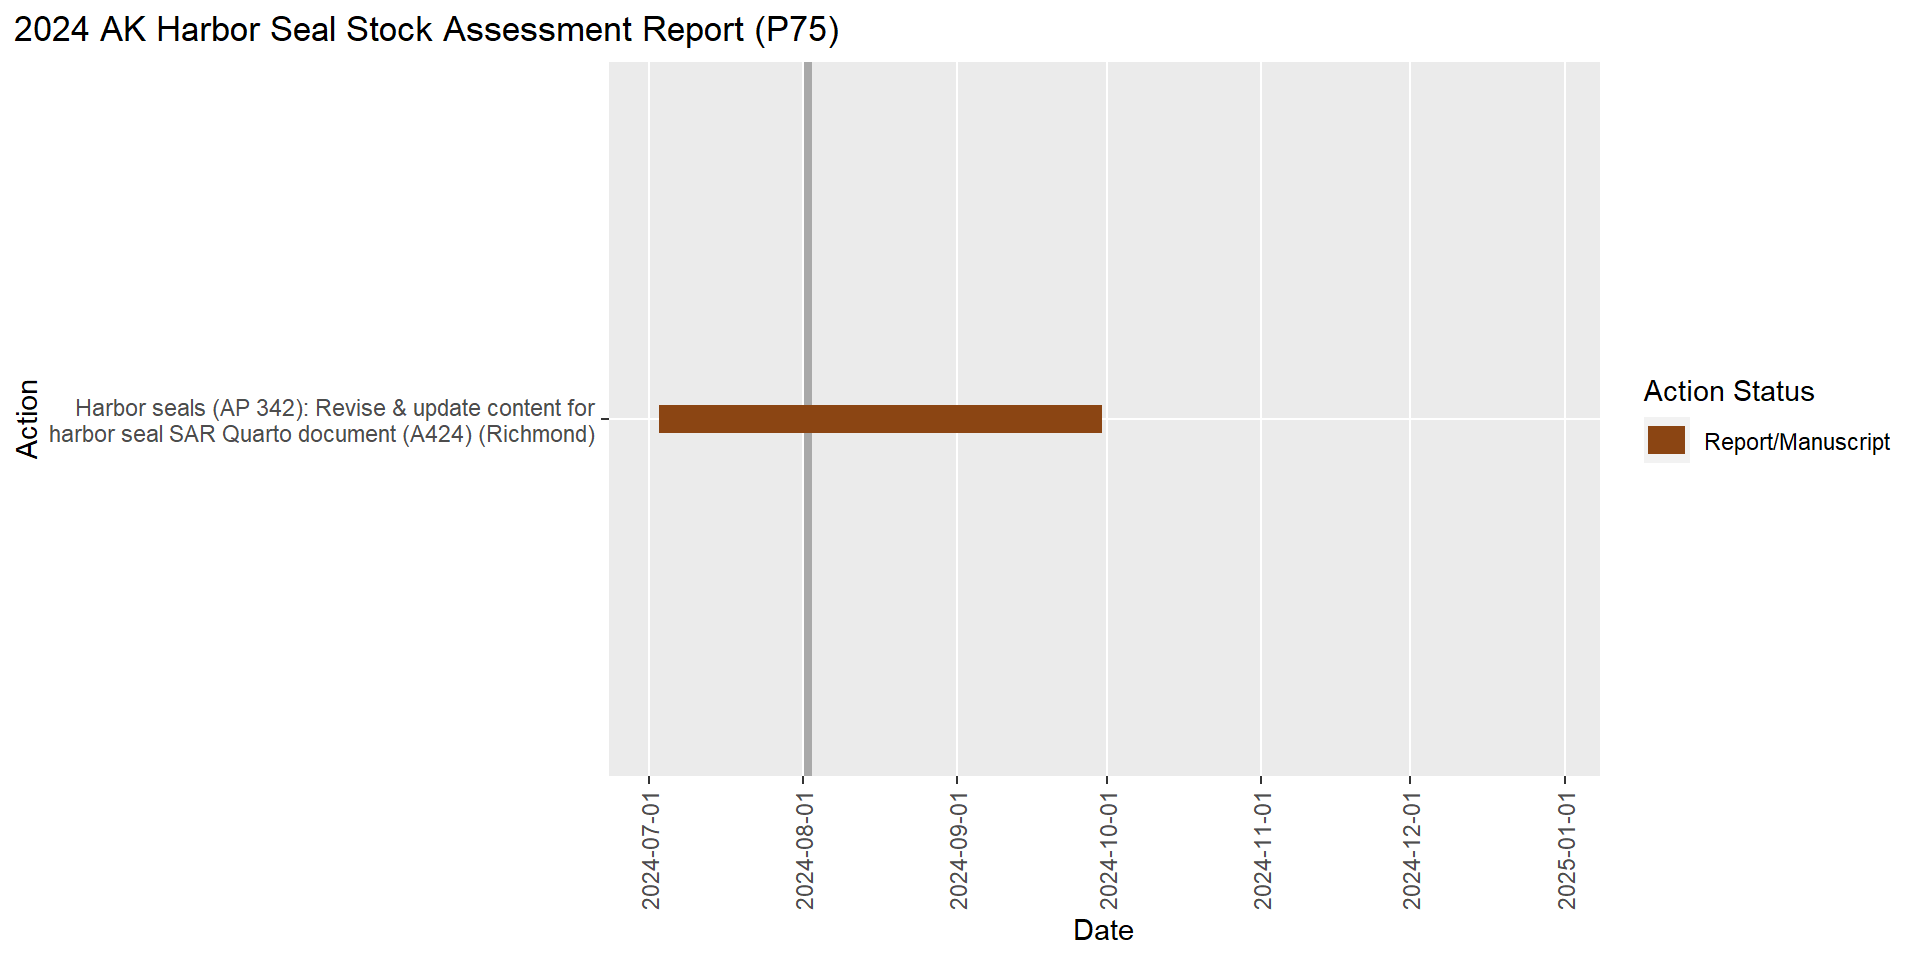 2024 AK Harbor Seal Stock Assessment Report (P75)
Action
Harbor seals (AP 342): Revise & update content for
harbor seal SAR Quarto document (A424) (Richmond)
2024-07-01
2024-08-01
2024-09-01
2024-10-01
2024-11-01
2024-12-01
2025-01-01
Date
Action Status
Report/Manuscript